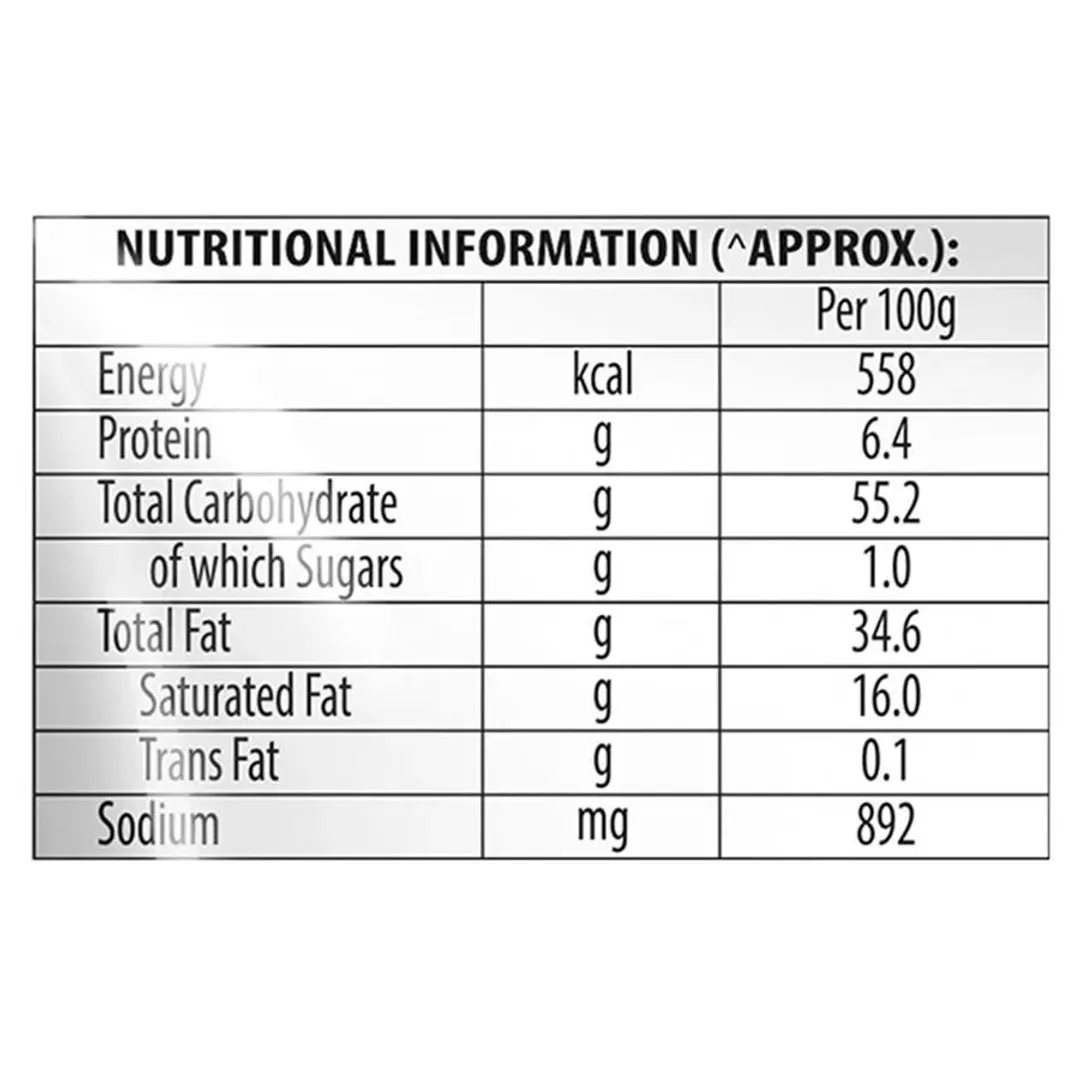 NUTRITIONAL INFORMATION (^APPROX.):
Per 100g
Energy kcal 558
Protein g 6.4
Total Carbohydrate g 55.2
of which Sugars g 1.0
Total Fat g 34.6
Saturated Fat g 16.0
Trans Fat g 0.1
Sodium mg 892